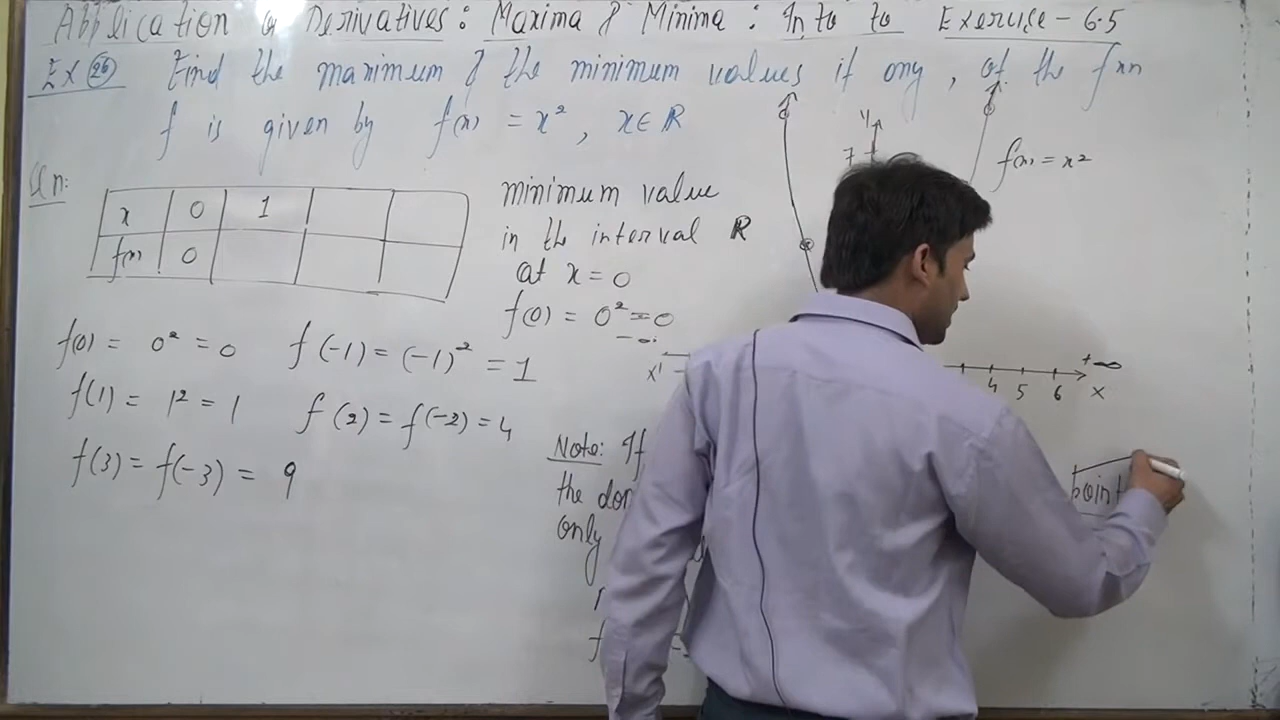 Application of Derivatives: Maxima & Minima: Into to Exercise - 6.5
EX 26 Find the maximum & the minimum values if any, of the fxn
f is given by f(x) = x², x∈R
x 0 1
f(x) 0
minimum value
in the interval R
at x = 0
f(0) = 0² = 0
f(0) = 0² = 0 f(-1) = (-1)² = 1
f(1) = 1² = 1 f(2) = f(-2) = 4
f(3) = f(-3) = 9
Y
7
f(x) = x²
-∞
X'
4 5 6 X
+∞
Note: If
the
only
point